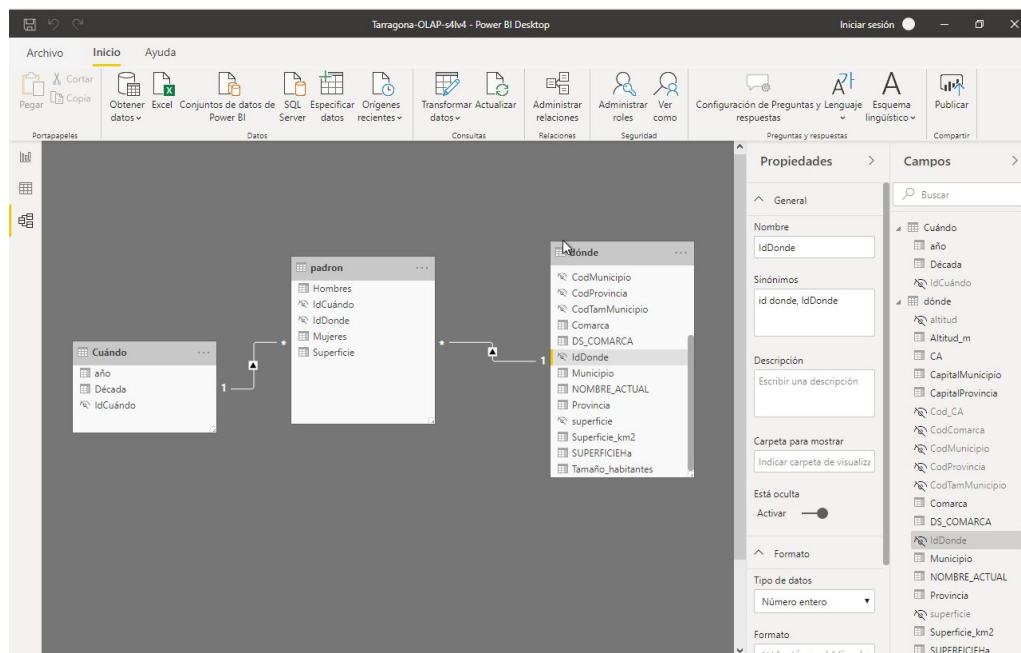 Tarragona-OLAP-s4lv4 - Power BI Desktop
Iniciar sesión
Archivo Inicio Ayuda
Pegar
Cortar
Copia
Portapapeles
Obtener datos
Excel
Conjuntos de datos de Power BI
SQL Server
Especificar datos
Orígenes recientes
Datos
Transformar datos
Actualizar
Consultas
Administrar relaciones
Relaciones
Administrar roles
Ver como
Seguridad
Configuración de Preguntas y respuestas
Lenguaje
Esquema lingüístico
Preguntas y respuestas
Publicar
Compartir
Cuándo
año
Década
IdCuándo
1
*
padron
Hombres
IdCuándo
IdDonde
Mujeres
Superficie
*
1
dónde
CodMunicipio
CodProvincia
CodTamMunicipio
Comarca
DS_COMARCA
IdDonde
Municipio
NOMBRE_ACTUAL
Provincia
superficie
Superficie_km2
SUPERFICIEHa
Tamaño_habitantes
Propiedades
General
Nombre
IdDonde
Sinónimos
id donde, IdDonde
Descripción
Escribir una descripción
Carpeta para mostrar
Indicar carpeta de visualiz
Está oculta
Activar
Formato
Tipo de datos
Número entero
Formato
Campos
Buscar
Cuándo
año
Década
IdCuándo
dónde
altitud
Altitud_m
CA
CapitalMunicipio
CapitalProvincia
Cod_CA
CodComarca
CodMunicipio
CodProvincia
CodTamMunicipio
Comarca
DS_COMARCA
IdDonde
Municipio
NOMBRE_ACTUAL
Provincia
superficie
Superficie_km2
SUPERFICIEHa